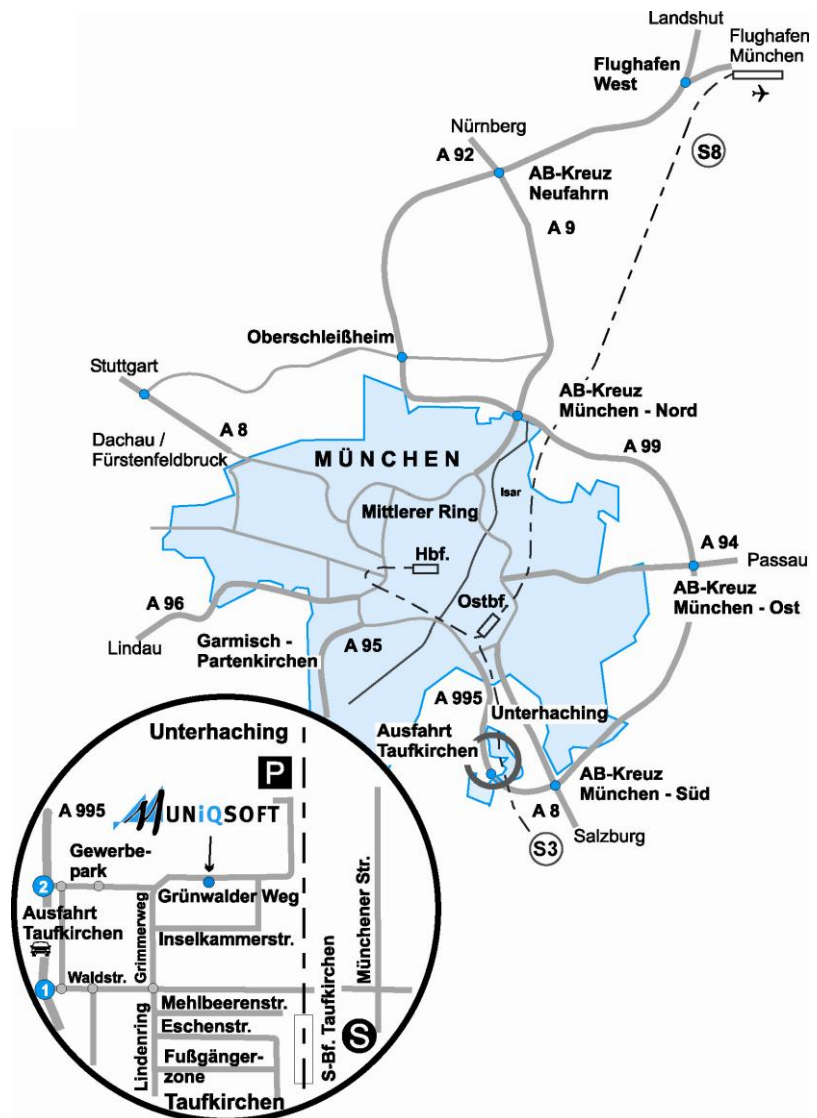 Landshut
Flughafen
München
Flughafen
West
Nürnberg
A 92
S8
AB-Kreuz
Neufahrn
A 9
Oberschleißheim
Stuttgart
AB-Kreuz
München - Nord
A 8
Dachau /
Fürstenfeldbruck
MÜNCHEN
A 99
Isar
Mittlerer Ring
A 94
Hbf.
Passau
AB-Kreuz
München - Ost
Ostbf.
A 96
Lindau
Garmisch -
Partenkirchen
A 95
A 995
Unterhaching
Ausfahrt
Taufkirchen
AB-Kreuz
München - Süd
A 8
Salzburg
S3
Unterhaching
P
A 995
MUNiQSOFT
Gewerbe-
park
2
Grünwalder Weg
Ausfahrt
Taufkirchen
Grimmerweg
Inselkammerstr.
Münchener Str.
Waldstr.
1
Mehlbeerenstr.
Eschenstr.
Lindenring
Fußgänger-
zone
S-Bf. Taufkirchen
S
Taufkirchen